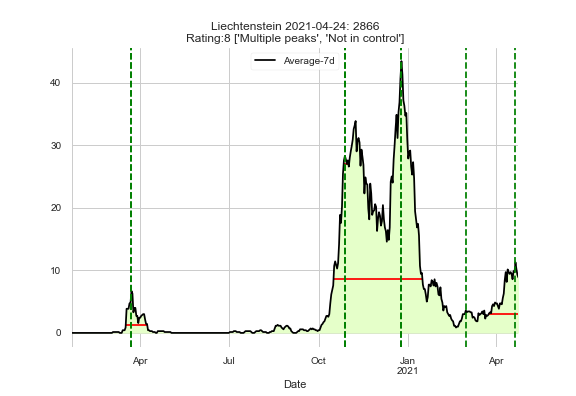 Liechtenstein 2021-04-24: 2866
Rating:8 ['Multiple peaks', 'Not in control']
Average-7d
40
30
20
10
0
Apr
Jul
Oct
Jan
2021
Apr
Date